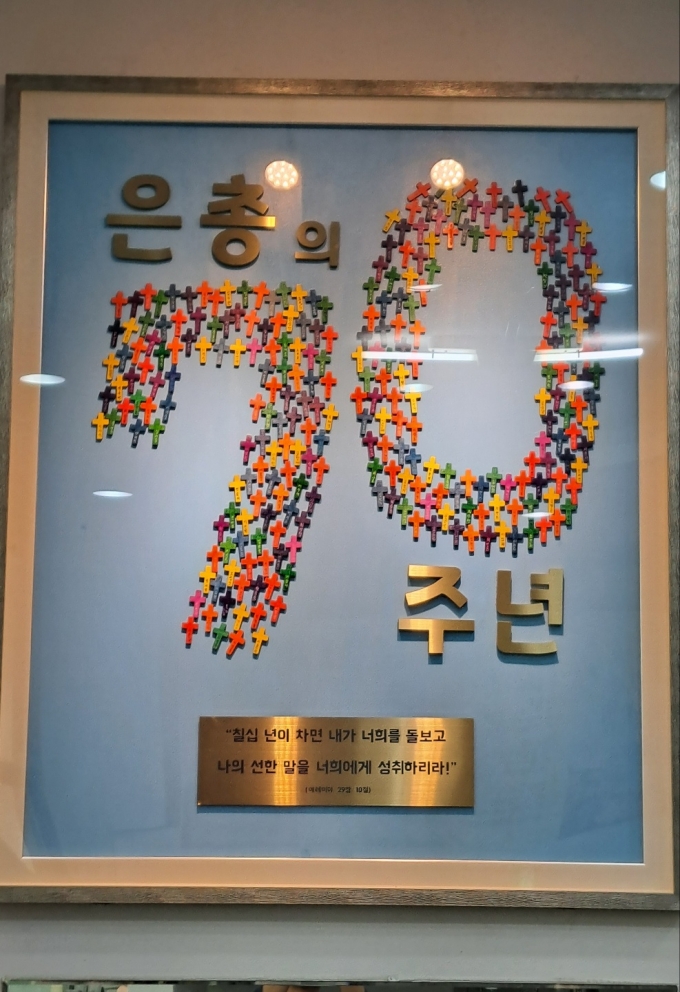 은총의
70
주년
"칠십 년이 차면 내가 너희를 돌보고
나의 선한 말을 너희에게 성취하리라!"
(예레미야 29장 10절)